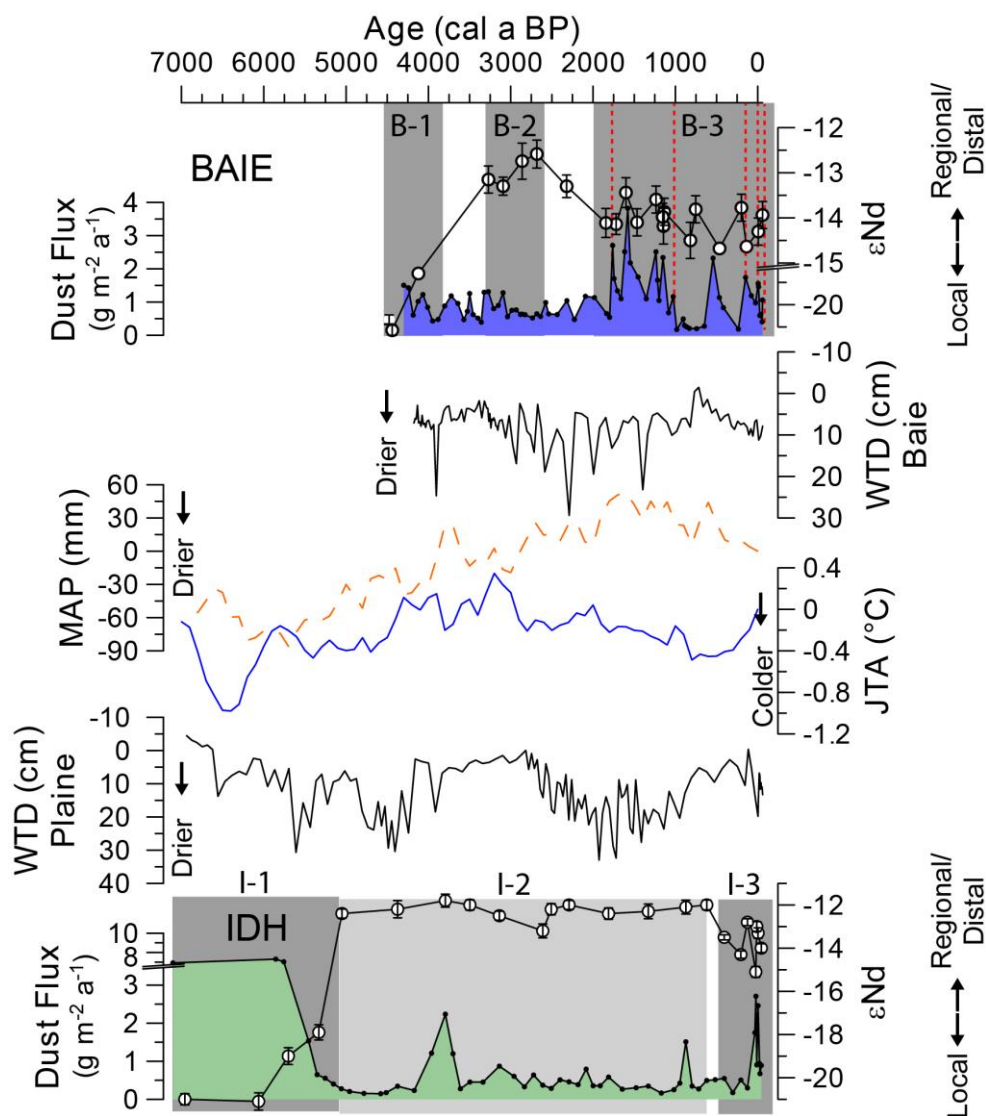 Age (cal a BP)
7000 6000 5000 4000 3000 2000 1000 0
B-1 B-2 B-3
BAIE
Dust Flux
(g m⁻² a⁻¹)
4
3
2
1
0
-12
-13
-14
-15
-20
εNd
Regional/
Distal
Local
-10
0
10
20
30
WTD (cm)
Baie
Drier
60
30
0
-30
-60
-90
MAP (mm)
Drier
0.4
0
-0.4
-0.8
-1.2
JTA (°C)
Colder
-10
0
10
20
30
40
WTD (cm)
Plaine
Drier
I-1 I-2 I-3
IDH
Dust Flux
(g m⁻² a⁻¹)
10
8
3
2
1
0
-12
-14
-16
-18
-20
εNd
Regional/
Distal
Local